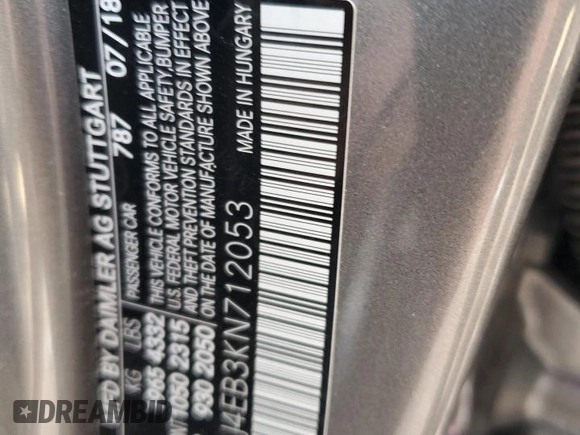 ED BY DAIMLER AG STUTTGART
787 07/18
KG LBS PASSENGER CAR
1965 4332 THIS VEHICLE CONFORMS TO ALL APPLICABLE
1050 2315 U.S. FEDERAL MOTOR VEHICLE SAFETY,BUMPER
930 2050 AND THEFT PREVENTION STANDARDS IN EFFECT
ON THE DATE OF MANUFACTURE SHOWN ABOVE
MADE IN HUNGARY
J4EB3KN712053
DREAMBID